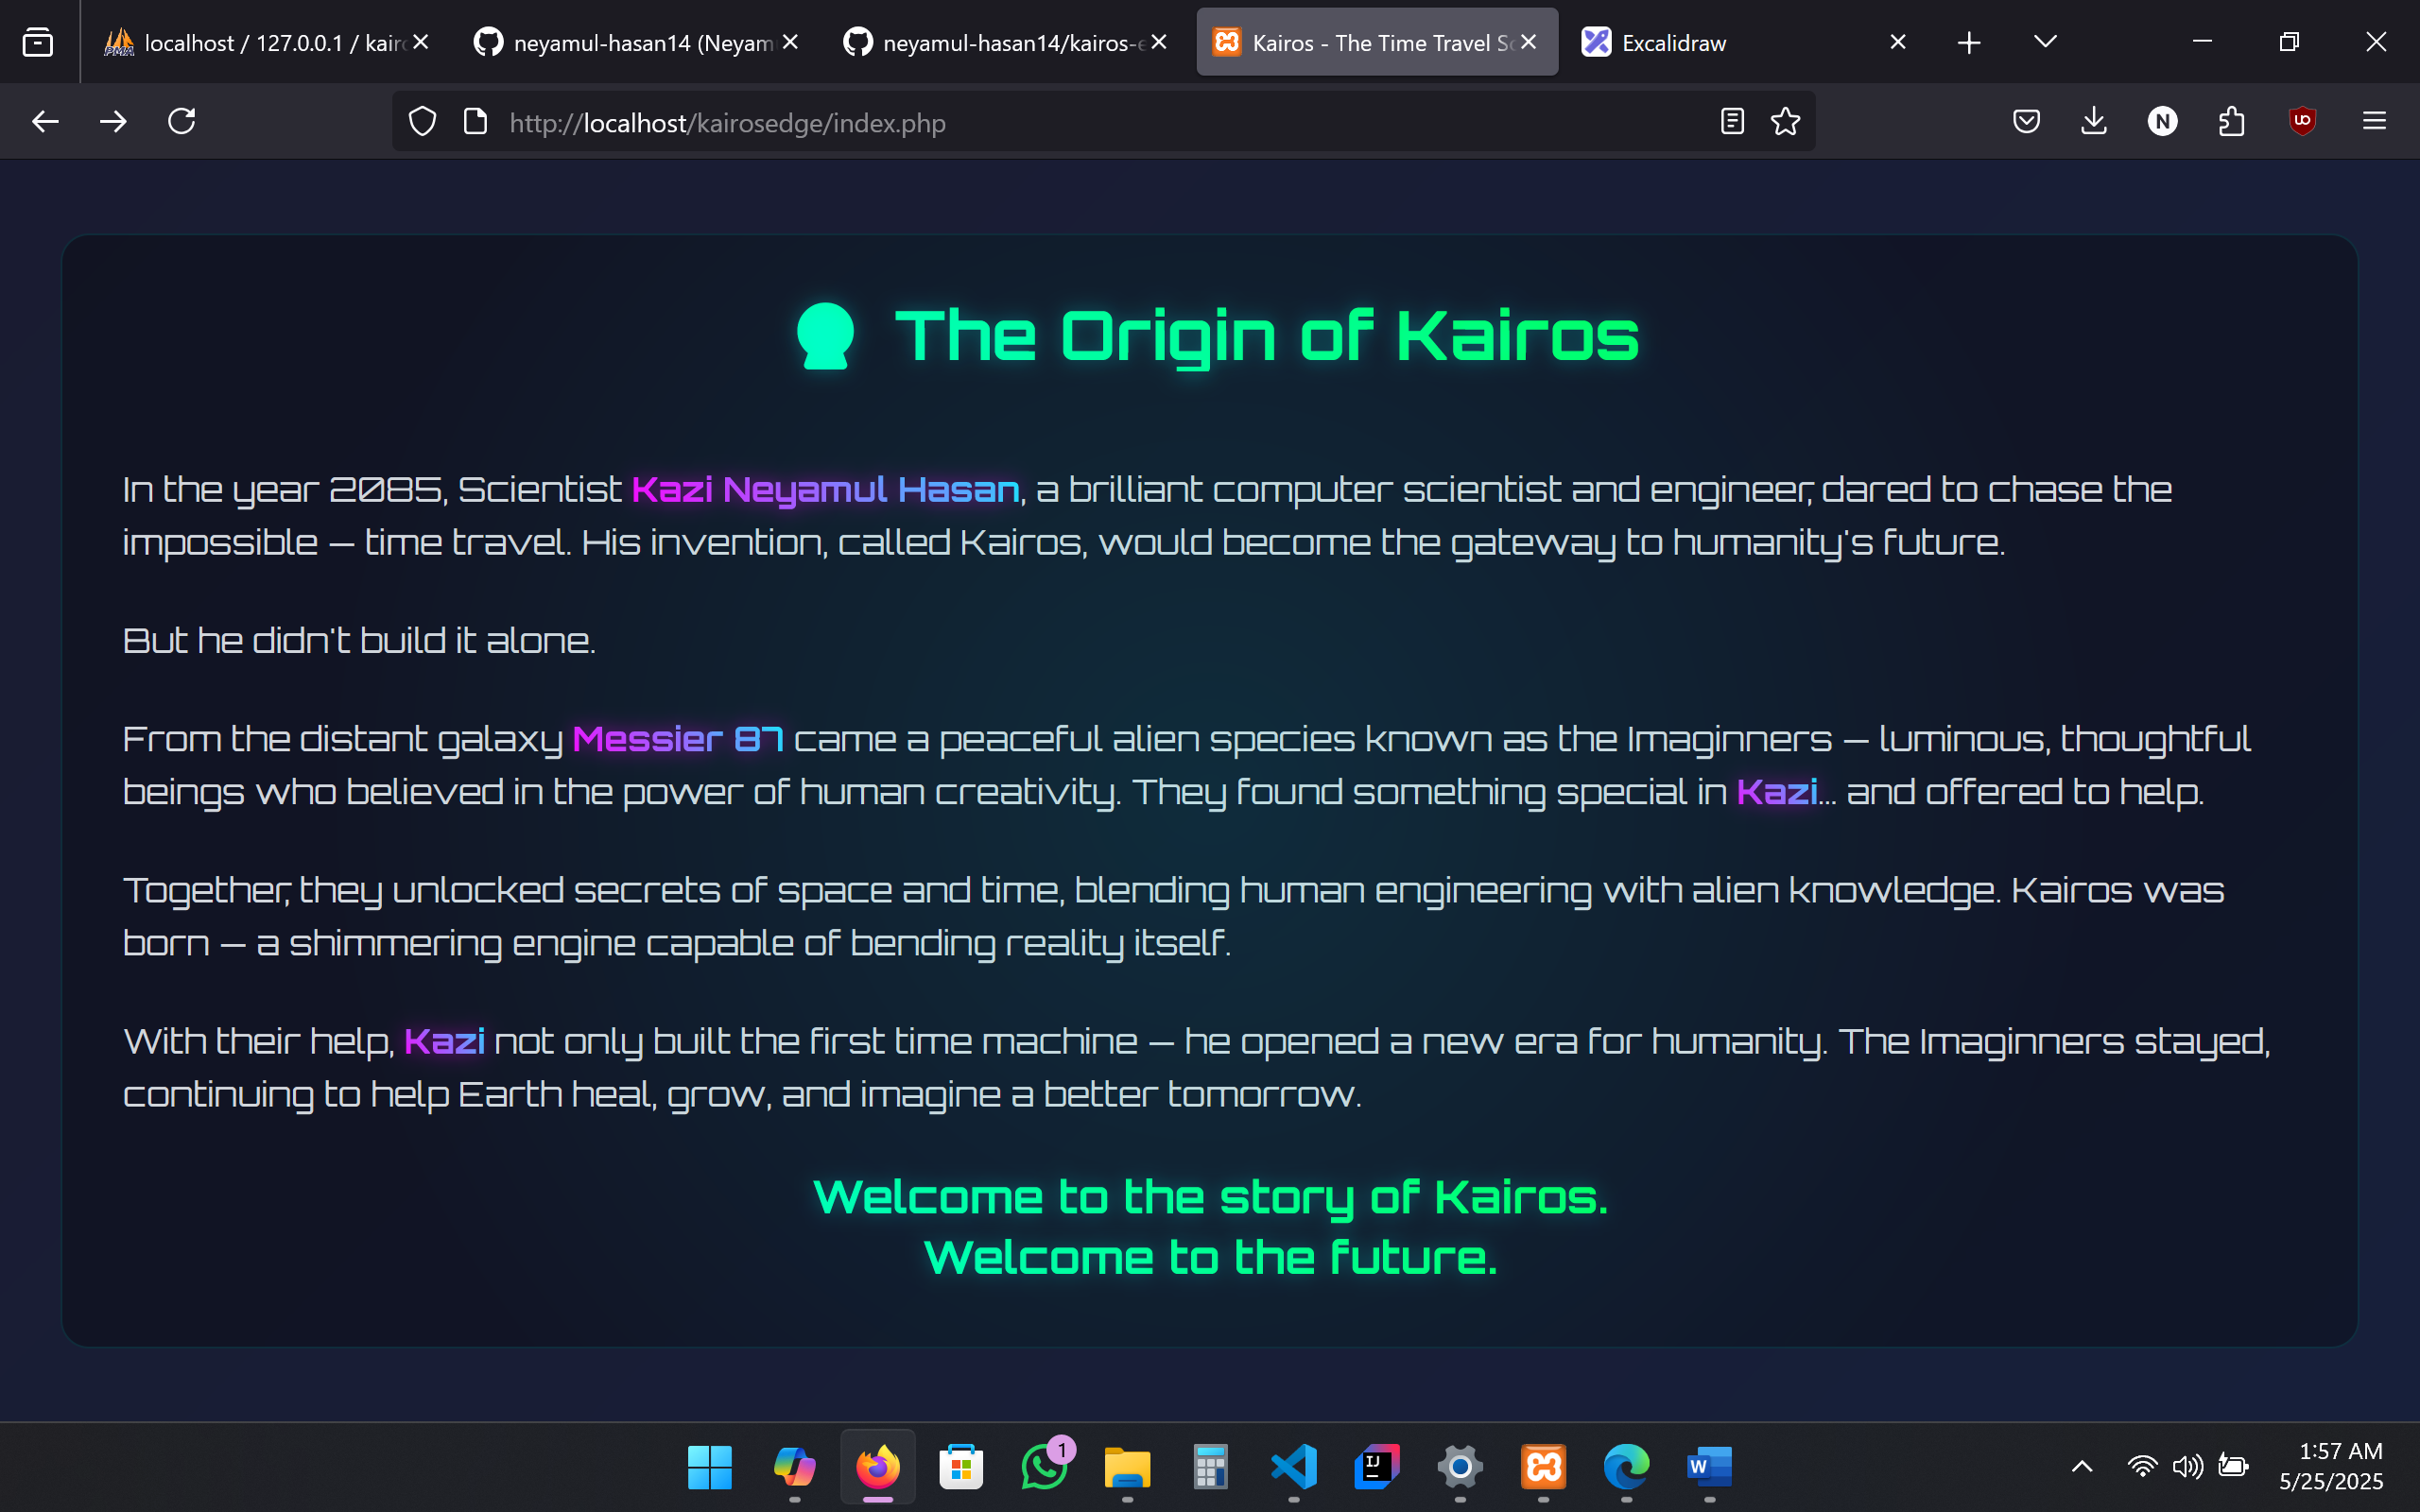 localhost / 127.0.0.1 / kairo
neyamul-hasan14 (Neyam
neyamul-hasan14/kairos-e
Kairos - The Time Travel Sc
Excalidraw
http://localhost/kairosedge/index.php
N
The Origin of Kairos
In the year 2085, Scientist Kazi Neyamul Hasan, a brilliant computer scientist and engineer, dared to chase the
impossible — time travel. His invention, called Kairos, would become the gateway to humanity's future.
But he didn't build it alone.
From the distant galaxy Messier 87 came a peaceful alien species known as the Imaginners — luminous, thoughtful
beings who believed in the power of human creativity. They found something special in Kazi... and offered to help.
Together, they unlocked secrets of space and time, blending human engineering with alien knowledge. Kairos was
born — a shimmering engine capable of bending reality itself.
With their help, Kazi not only built the first time machine — he opened a new era for humanity. The Imaginners stayed,
continuing to help Earth heal, grow, and imagine a better tomorrow.
Welcome to the story of Kairos.
Welcome to the future.
1
IJ
W
1:57 AM
5/25/2025